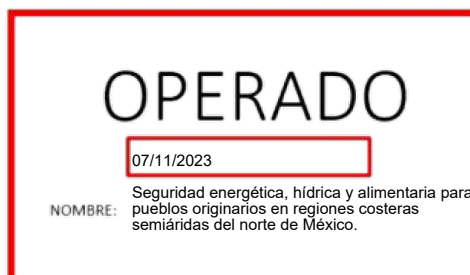 OPERADO
07/11/2023
NOMBRE: Seguridad energética, hídrica y alimentaria para
pueblos originarios en regiones costeras
semiáridas del norte de México.